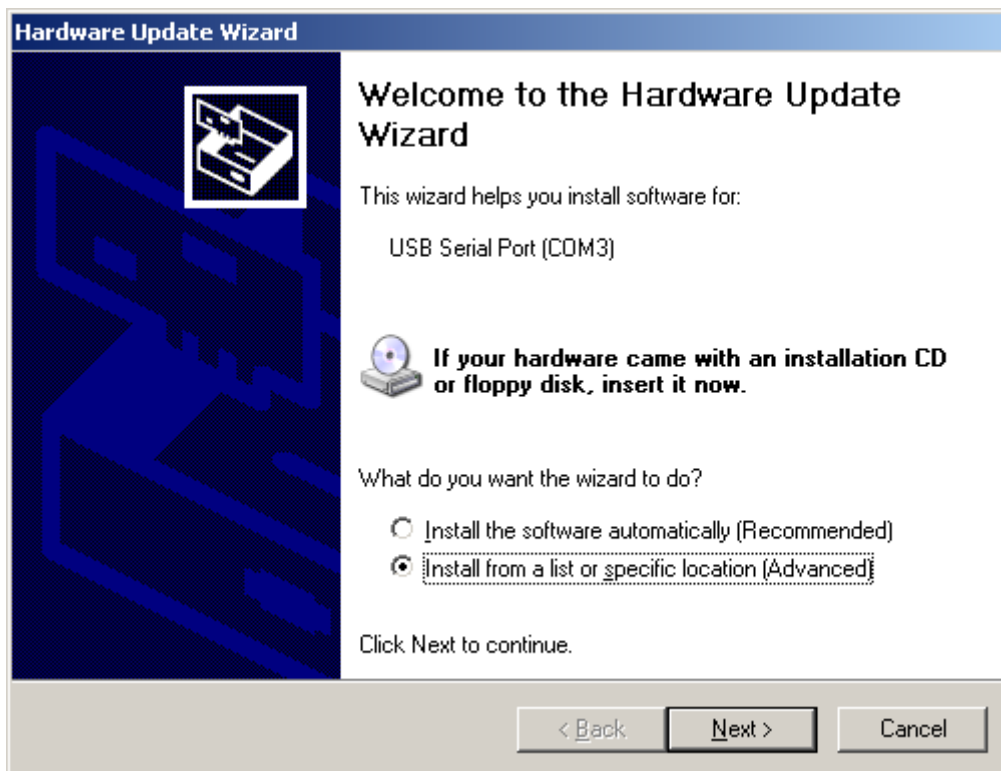 Hardware Update Wizard
Welcome to the Hardware Update
Wizard
This wizard helps you install software for:
USB Serial Port (COM3)
If your hardware came with an installation CD
or floppy disk, insert it now.
What do you want the wizard to do?
Install the software automatically (Recommended)
Install from a list or specific location (Advanced)
Click Next to continue.
< Back
Next >
Cancel